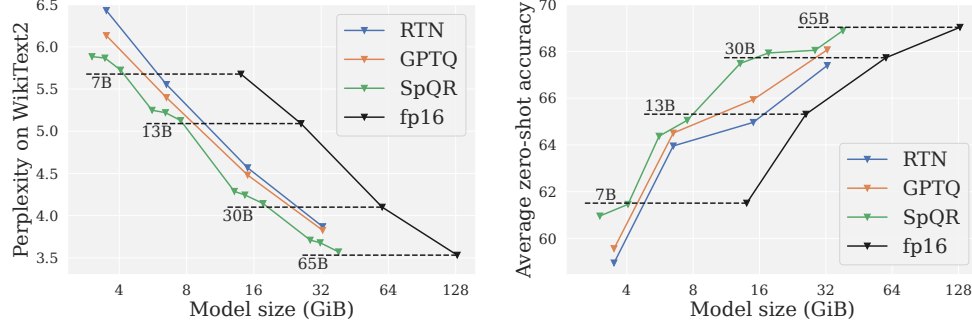 Perplexity on WikiText2
6.5
6.0
5.5
5.0
4.5
4.0
3.5
4
8
16
32
64
128
Model size (GiB)
7B
13B
30B
65B
RTN
GPTQ
SpQR
fp16
Average zero-shot accuracy
70
68
66
64
62
60
4
8
16
32
64
128
Model size (GiB)
65B
30B
13B
7B
RTN
GPTQ
SpQR
fp16